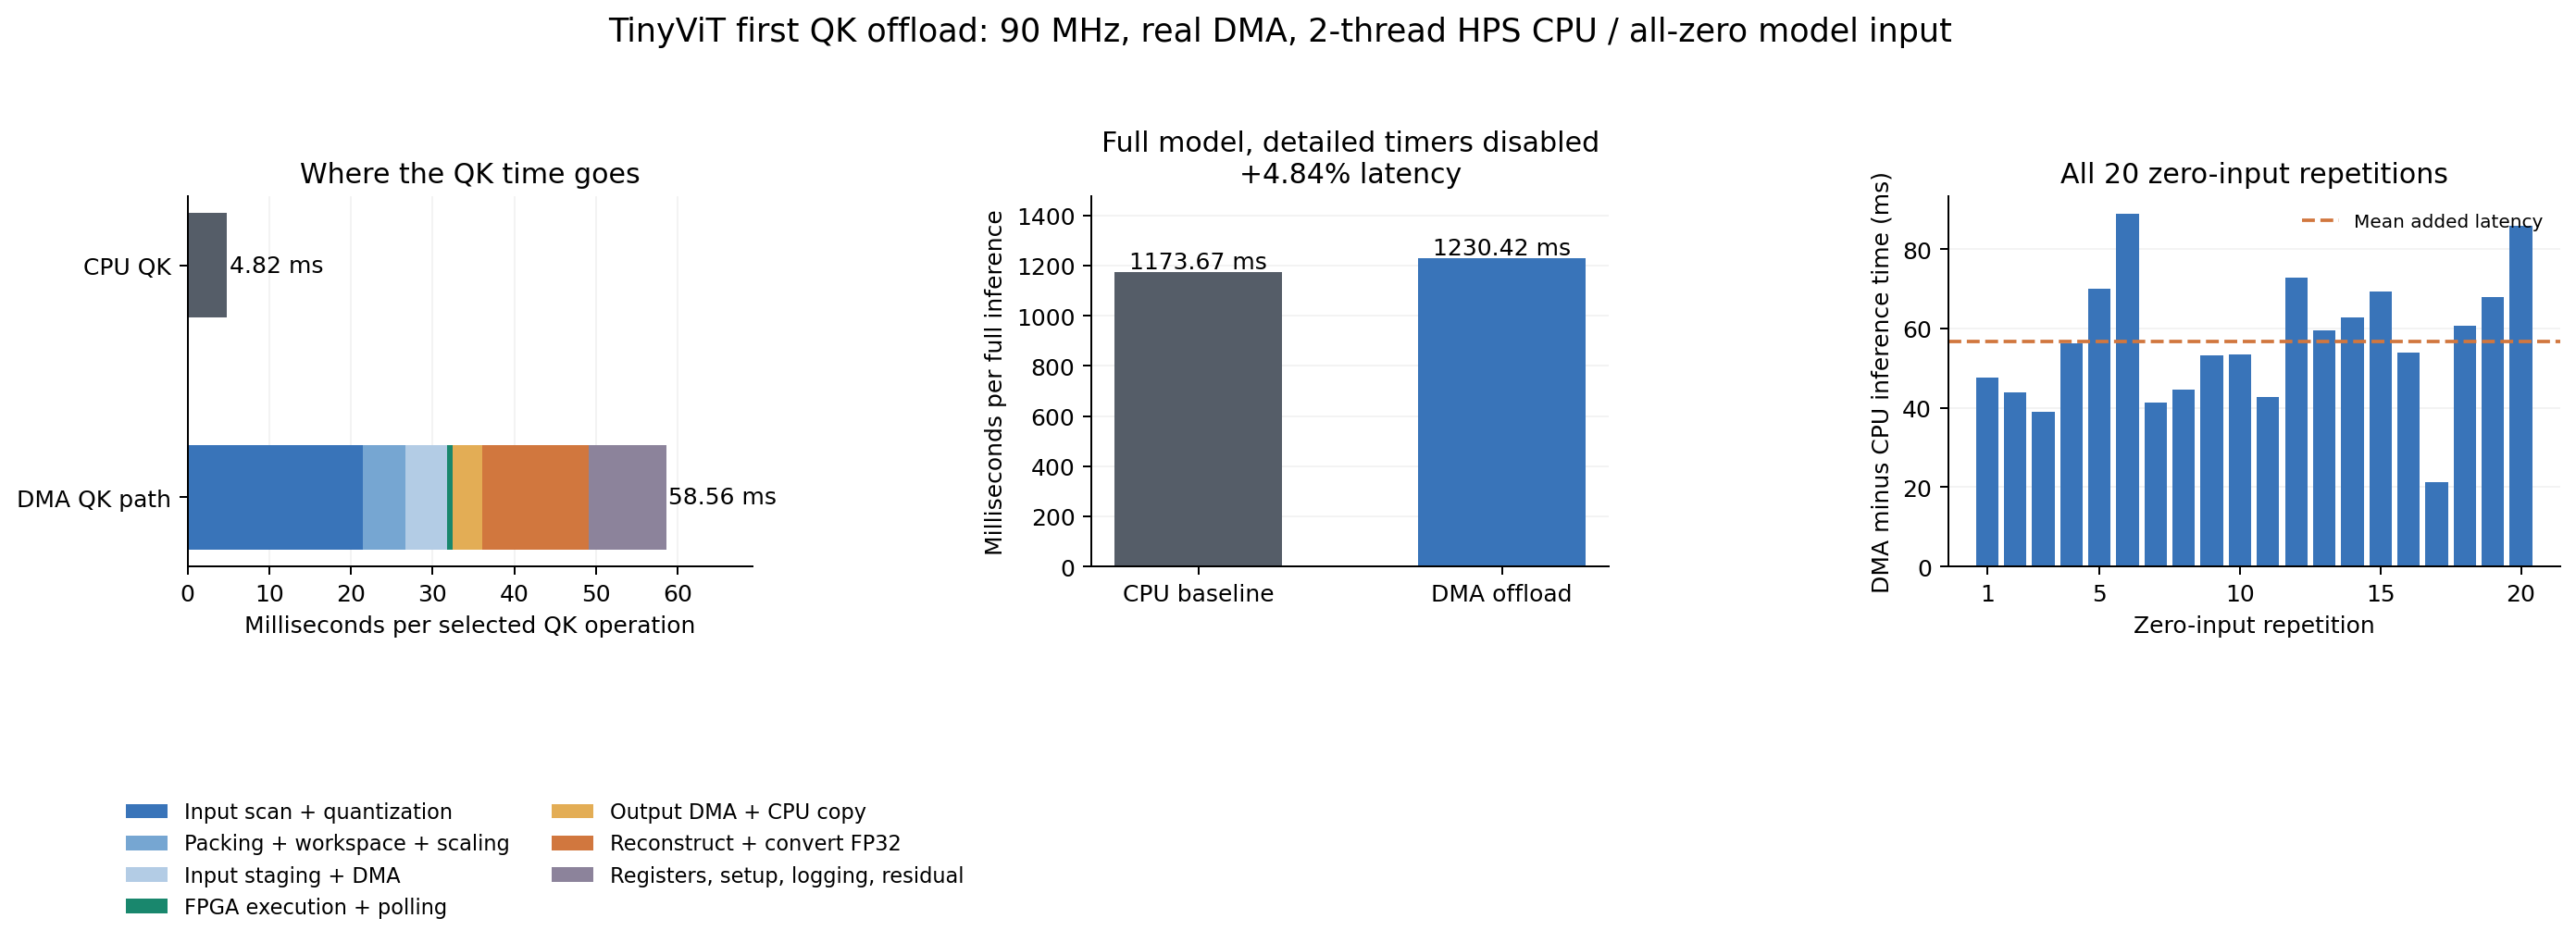 TinyViT first QK offload: 90 MHz, real DMA, 2-thread HPS CPU / all-zero model input
Where the QK time goes
CPU QK
4.82 ms
DMA QK path
58.56 ms
0 10 20 30 40 50 60
Milliseconds per selected QK operation
Full model, detailed timers disabled
+4.84% latency
Milliseconds per full inference
1400
1200
1000
800
600
400
200
0
1173.67 ms
1230.42 ms
CPU baseline
DMA offload
All 20 zero-input repetitions
DMA minus CPU inference time (ms)
Mean added latency
80
60
40
20
0
1 5 10 15 20
Zero-input repetition
Input scan + quantization
Packing + workspace + scaling
Input staging + DMA
FPGA execution + polling
Output DMA + CPU copy
Reconstruct + convert FP32
Registers, setup, logging, residual